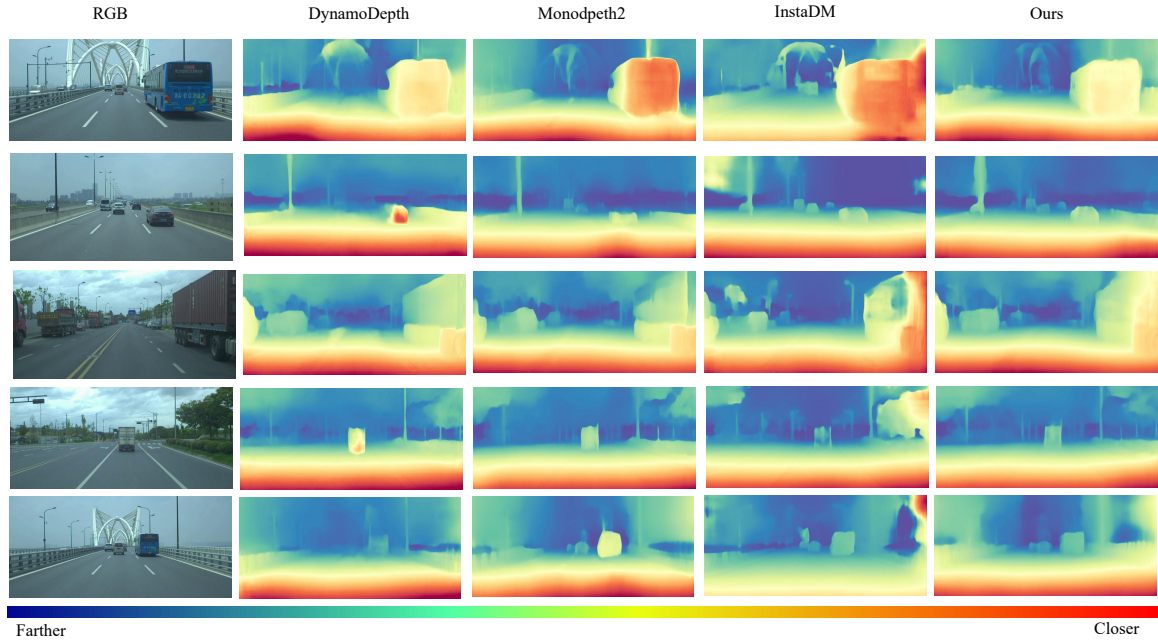 RGB
DynamoDepth
Monodpeth2
InstaDM
Ours
Farther
Closer